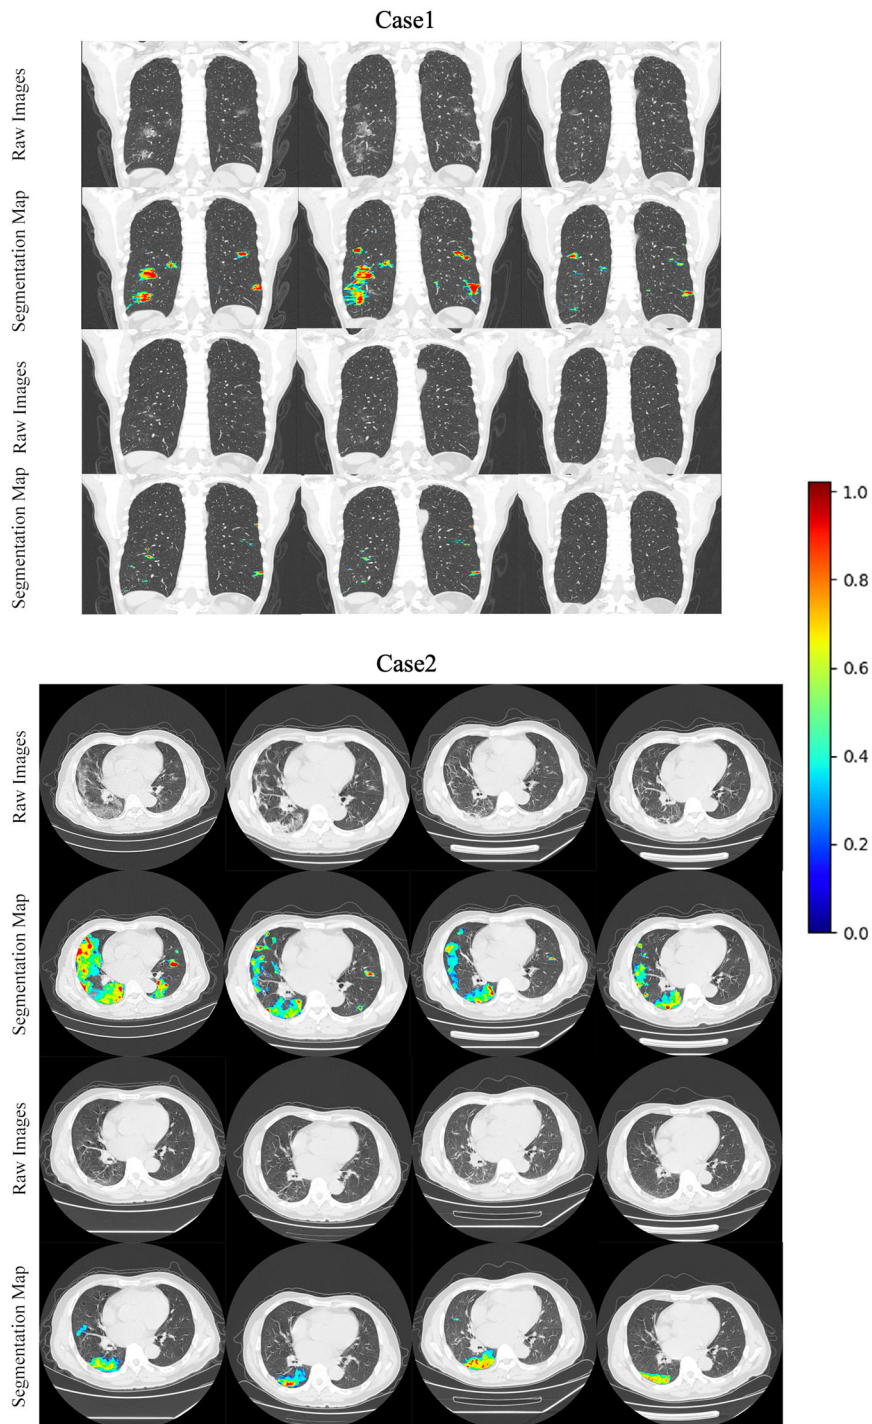 Case1
Raw Images
Segmentation Map
Raw Images
Segmentation Map
1.0
0.8
0.6
0.4
0.2
0.0
Case2
Raw Images
Segmentation Map
Raw Images
Segmentation Map